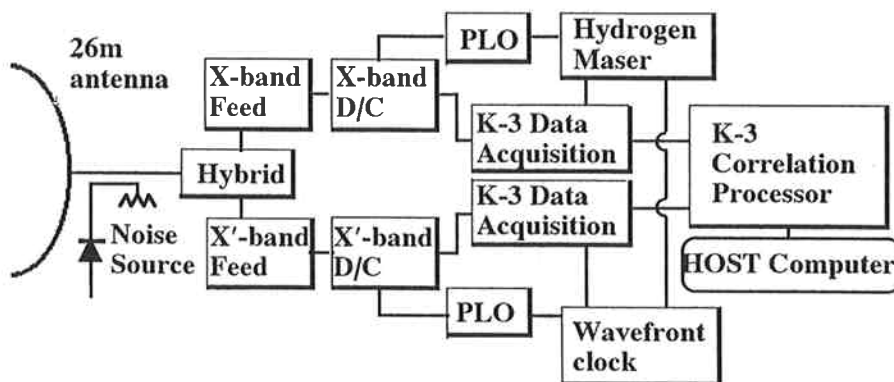 26m
antenna
PLO
Hydrogen
Maser
X-band
Feed
X-band
D/C
K-3 Data
Acquisition
K-3
Correlation
Processor
Hybrid
K-3 Data
Acquisition
Noise
Source
X'-band
Feed
X'-band
D/C
HOST Computer
PLO
Wavefront
clock